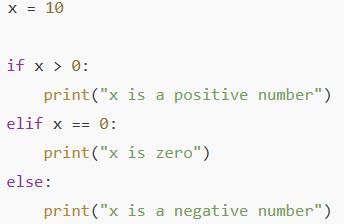 x = 10

if x > 0:
    print("x is a positive number")
elif x == 0:
    print("x is zero")
else:
    print("x is a negative number")